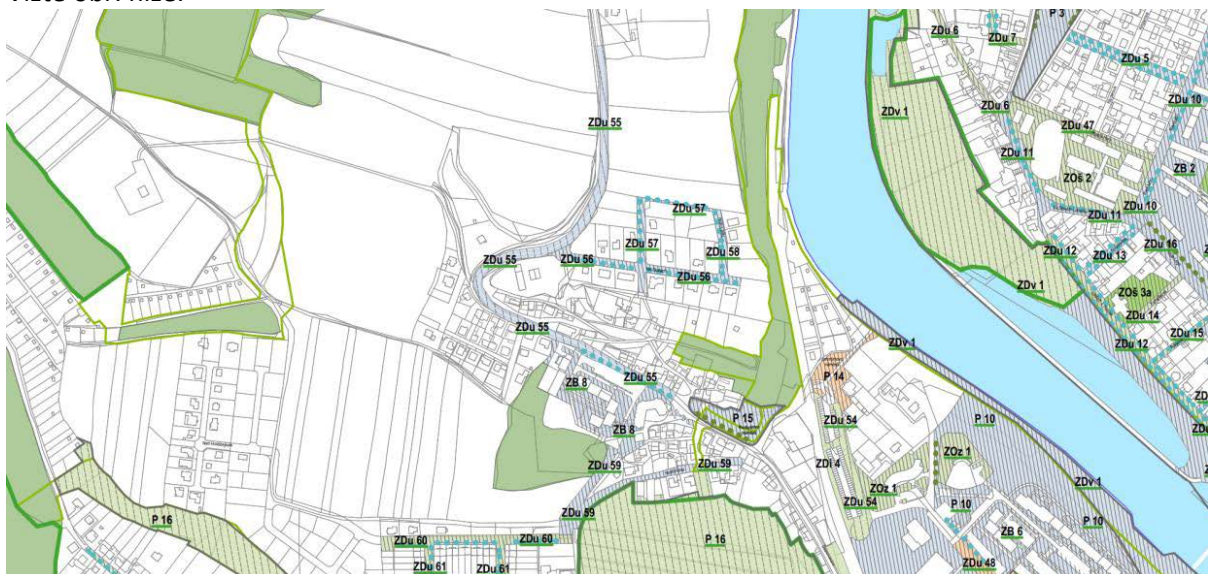 P 3
ZDu 6
ZDu 7
ZDu 5
ZDu 10
ZDu 6
ZDv 1
ZDu 55
ZDu 47
ZDu 11
ZB 2
ZOš 2
ZDu 57
ZDu 10
ZDu 11
ZDu 57
ZDu 58
ZDu 12
ZDu 16
ZDu 13
ZDu 55
ZDu 56
ZDu 56
ZDv 1
ZOš 3a
ZDu 14
ZDu 55
ZDu 15
ZDv 1
ZDu 12
ZB 8
ZDu 55
P 14
P 15
P 10
ZDu 54
ZB 8
ZOz 1
ZDu 59
ZDu 59
ZDl 4
ZOz 1
ZDv 1
ZDu 54
P 10
ZDu 59
P 16
P 10
ZB 6
ZDu 60
ZDu 60
P 16
ZDu 61
ZDu 61
ZDu 48